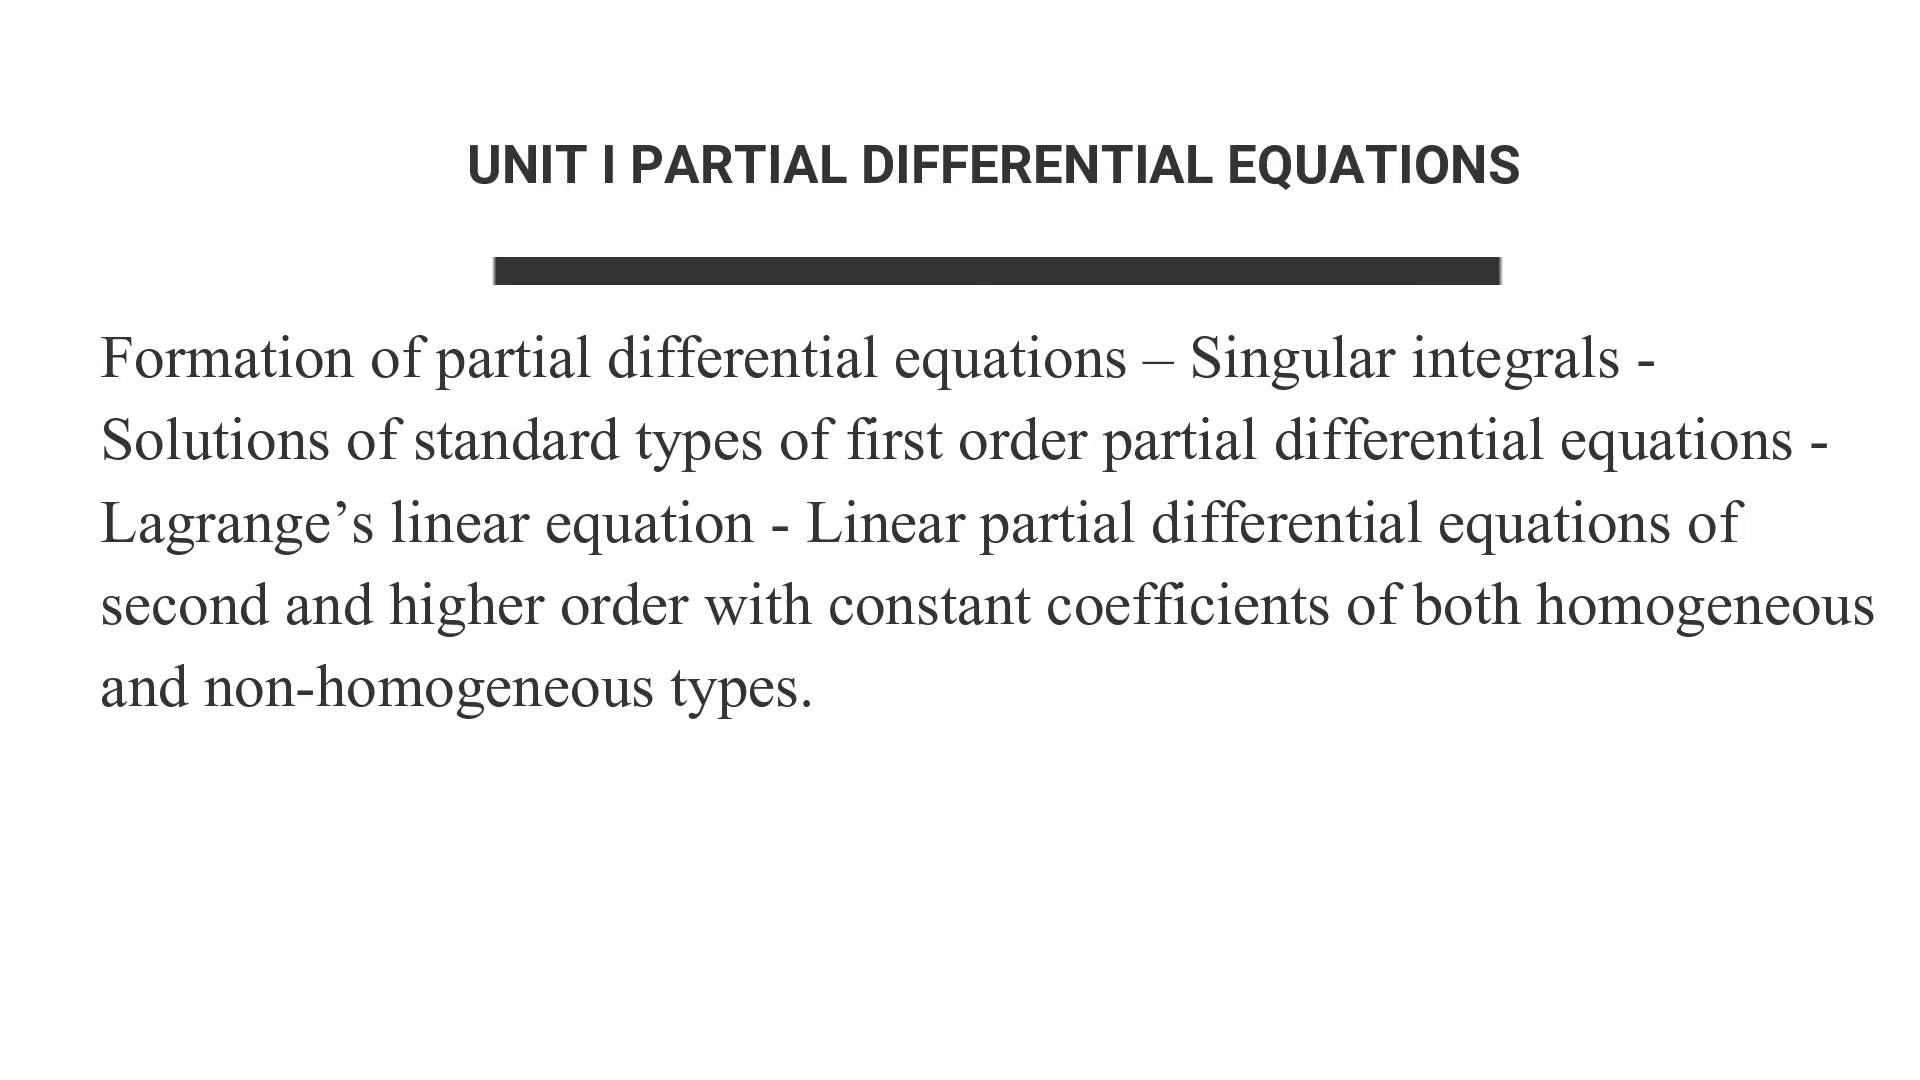 UNIT I PARTIAL DIFFERENTIAL EQUATIONS
Formation of partial differential equations – Singular integrals -
Solutions of standard types of first order partial differential equations -
Lagrange’s linear equation - Linear partial differential equations of
second and higher order with constant coefficients of both homogeneous
and non-homogeneous types.